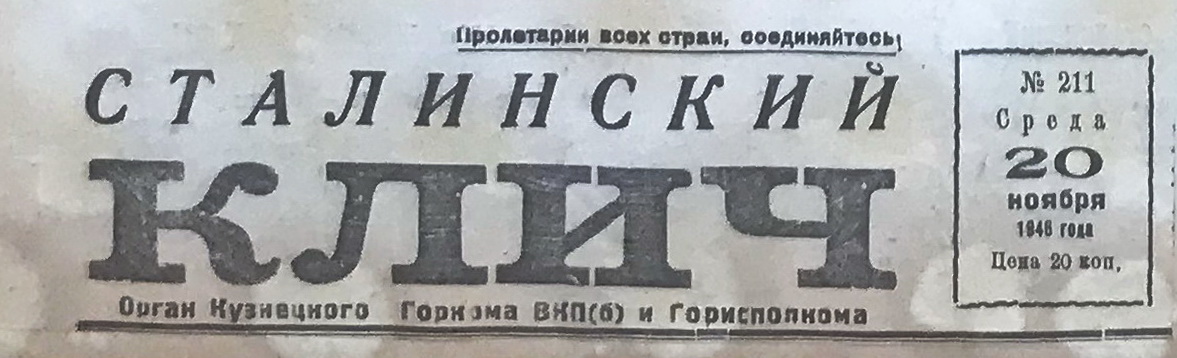 Пролетарии всех стран, соединяйтесь!
СТАЛИНСКИЙ
КЛИЧ
Орган Кузнецкого Горкома ВКП(б) и Горисполкома
№ 211
Среда
20
ноября
1946 года
Цена 20 коп.